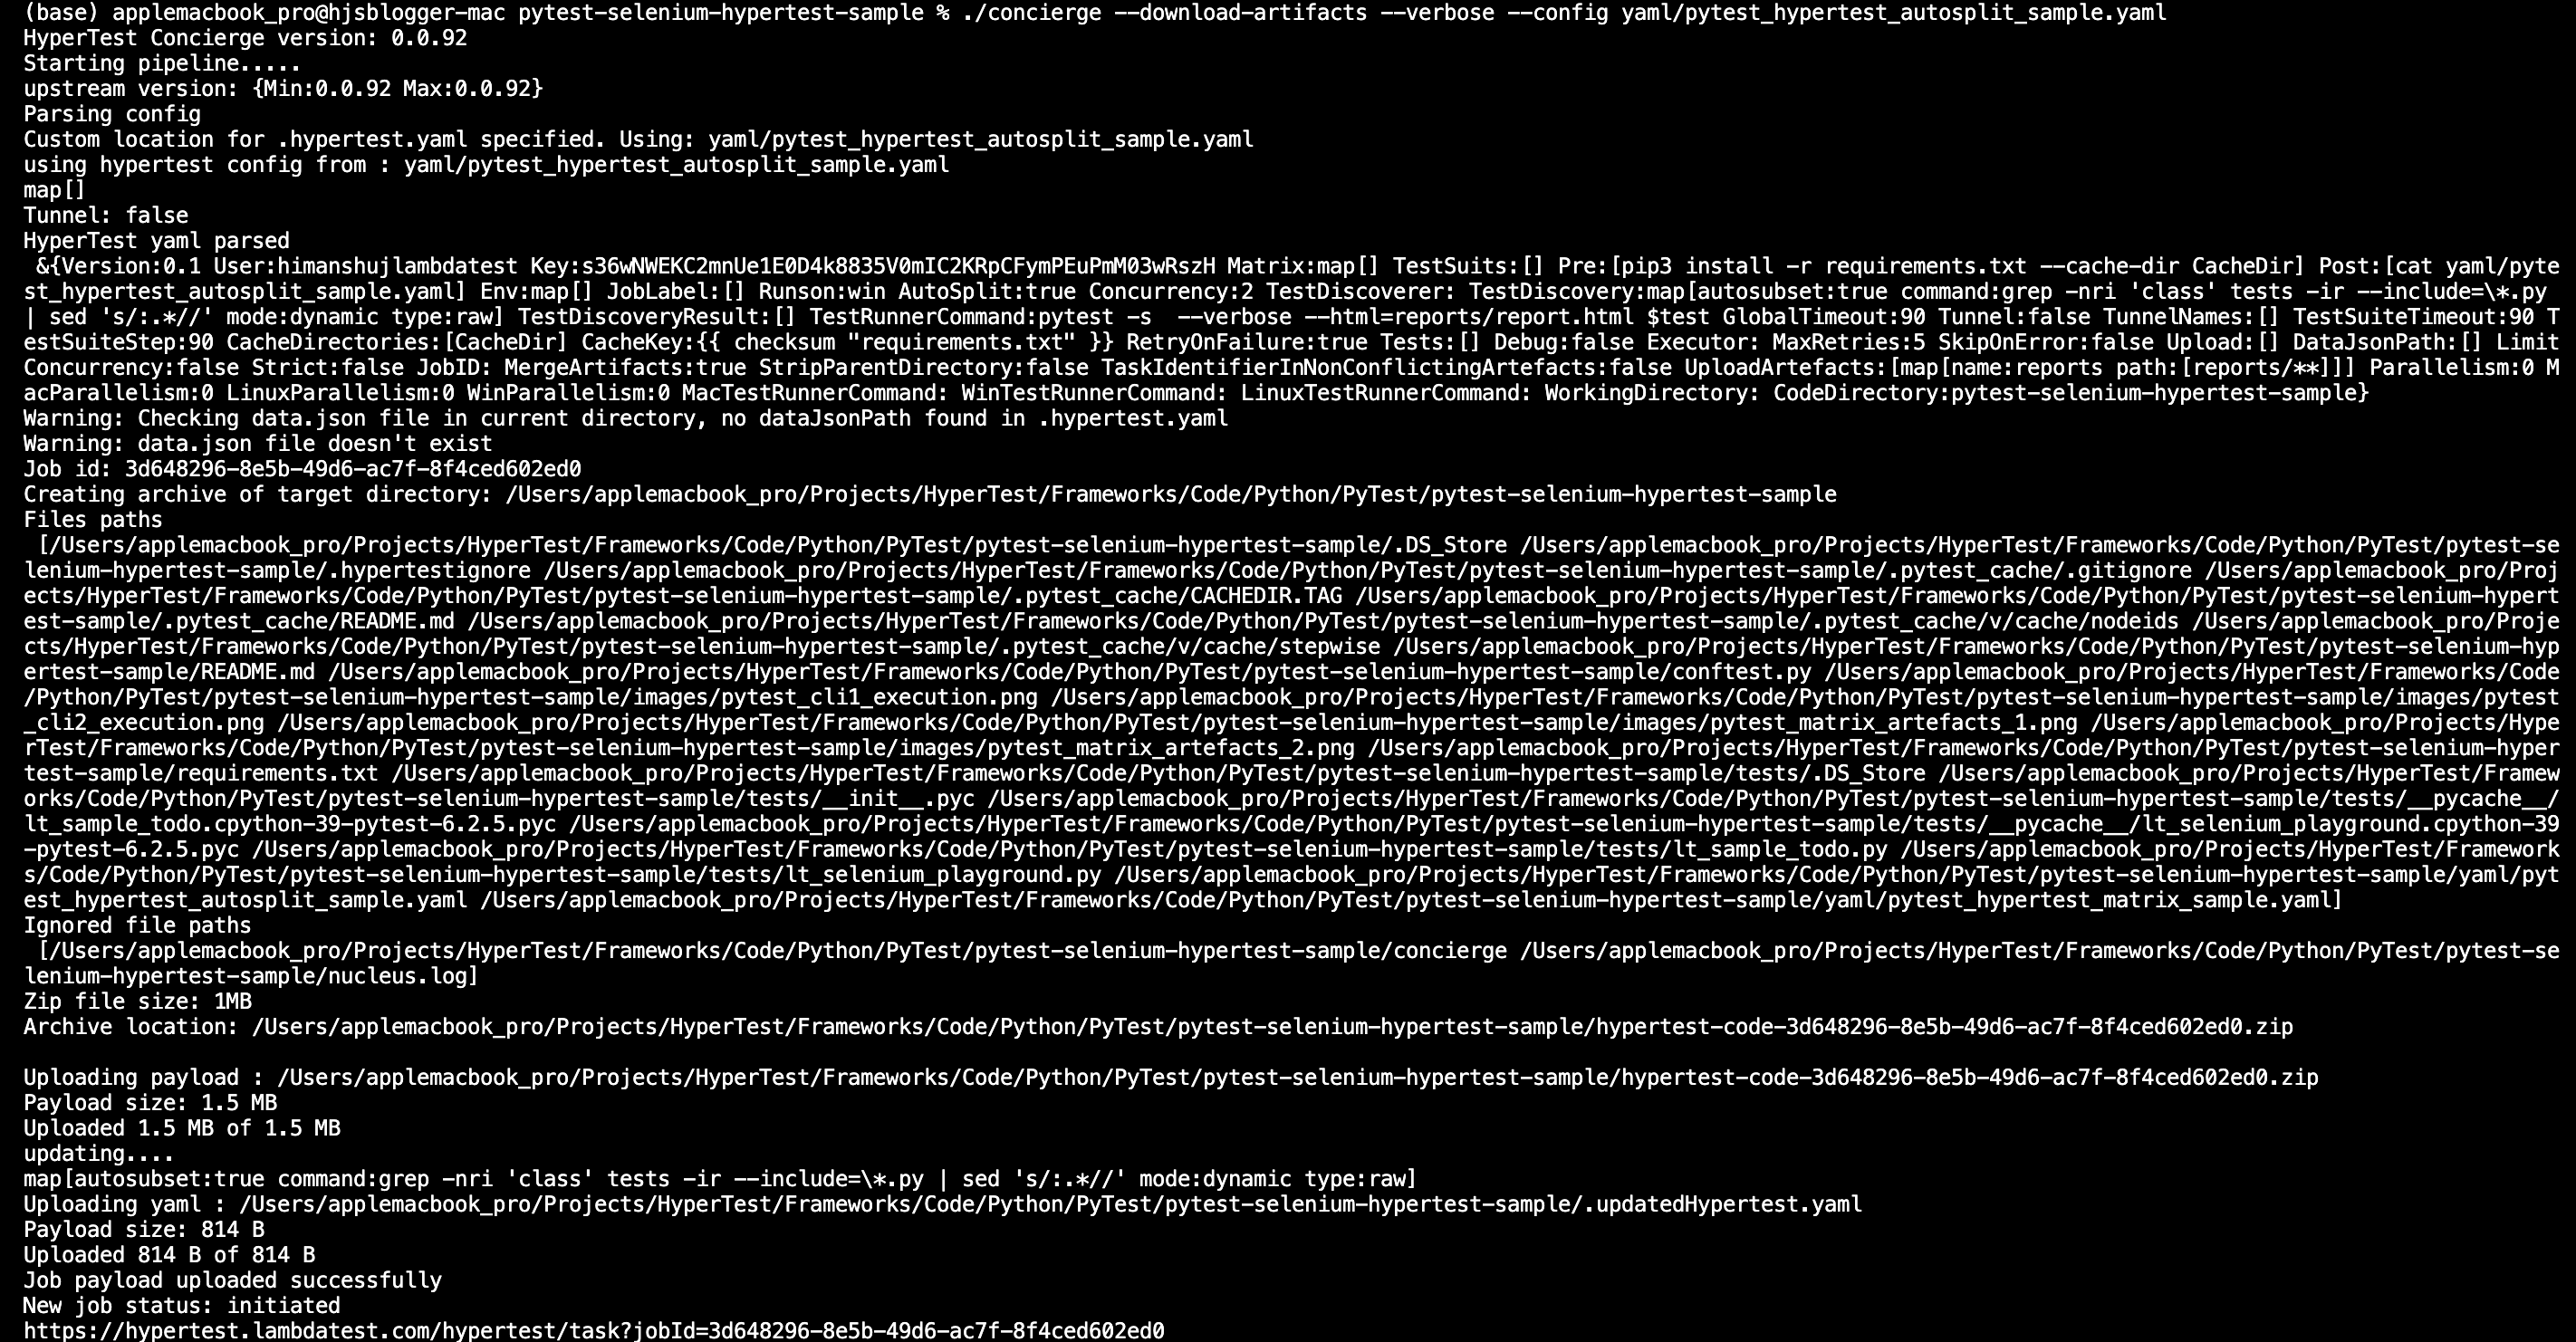 (base) applemacbook_pro@hjsblogger-mac pytest-selenium-hypertest-sample % ./concierge --download-artifacts --verbose --config yaml/pytest_hypertest_autosplit_sample.yaml
HyperTest Concierge version: 0.0.92
Starting pipeline.....
upstream version: {Min:0.0.92 Max:0.0.92}
Parsing config
Custom location for .hypertest.yaml specified. Using: yaml/pytest_hypertest_autosplit_sample.yaml
using hypertest config from : yaml/pytest_hypertest_autosplit_sample.yaml
map[]
Tunnel: false
HyperTest yaml parsed
&{Version:0.1 User:himanshujlambdatest Key:s36wNWEKC2mnUe1E0D4k8835V0mIC2KRpCFymPEuPmM03wRszH Matrix:map[] TestSuits:[] Pre:[pip3 install -r requirements.txt --cache-dir CacheDir] Post:[cat yaml/pyte
st_hypertest_autosplit_sample.yaml] Env:map[] JobLabel:[] Runson:win AutoSplit:true Concurrency:2 TestDiscoverer: TestDiscovery:map[autosubset:true command:grep -nri 'class' tests -ir --include=\*.py
| sed 's/:.*//' mode:dynamic type:raw] TestDiscoveryResult:[] TestRunnerCommand:pytest -s  --verbose --html=reports/report.html $test GlobalTimeout:90 Tunnel:false TunnelNames:[] TestSuiteTimeout:90 T
estSuiteStep:90 CacheDirectories:[CacheDir] CacheKey:{{ checksum "requirements.txt" }} RetryOnFailure:true Tests:[] Debug:false Executor: MaxRetries:5 SkipOnError:false Upload:[] DataJsonPath:[] Limit
Concurrency:false Strict:false JobID: MergeArtifacts:true StripParentDirectory:false TaskIdentifierInNonConflictingArtefacts:false UploadArtefacts:[map[name:reports path:[reports/**]]] Parallelism:0 M
acParallelism:0 LinuxParallelism:0 WinParallelism:0 MacTestRunnerCommand: WinTestRunnerCommand: LinuxTestRunnerCommand: WorkingDirectory: CodeDirectory:pytest-selenium-hypertest-sample}
Warning: Checking data.json file in current directory, no dataJsonPath found in .hypertest.yaml
Warning: data.json file doesn't exist
Job id: 3d648296-8e5b-49d6-ac7f-8f4ced602ed0
Creating archive of target directory: /Users/applemacbook_pro/Projects/HyperTest/Frameworks/Code/Python/PyTest/pytest-selenium-hypertest-sample
Files paths
[/Users/applemacbook_pro/Projects/HyperTest/Frameworks/Code/Python/PyTest/pytest-selenium-hypertest-sample/.DS_Store /Users/applemacbook_pro/Projects/HyperTest/Frameworks/Code/Python/PyTest/pytest-se
lenium-hypertest-sample/.hypertestignore /Users/applemacbook_pro/Projects/HyperTest/Frameworks/Code/Python/PyTest/pytest-selenium-hypertest-sample/.pytest_cache/.gitignore /Users/applemacbook_pro/Proj
ects/HyperTest/Frameworks/Code/Python/PyTest/pytest-selenium-hypertest-sample/.pytest_cache/CACHEDIR.TAG /Users/applemacbook_pro/Projects/HyperTest/Frameworks/Code/Python/PyTest/pytest-selenium-hypert
est-sample/.pytest_cache/README.md /Users/applemacbook_pro/Projects/HyperTest/Frameworks/Code/Python/PyTest/pytest-selenium-hypertest-sample/.pytest_cache/v/cache/nodeids /Users/applemacbook_pro/Proje
cts/HyperTest/Frameworks/Code/Python/PyTest/pytest-selenium-hypertest-sample/.pytest_cache/v/cache/stepwise /Users/applemacbook_pro/Projects/HyperTest/Frameworks/Code/Python/PyTest/pytest-selenium-hyp
ertest-sample/README.md /Users/applemacbook_pro/Projects/HyperTest/Frameworks/Code/Python/PyTest/pytest-selenium-hypertest-sample/conftest.py /Users/applemacbook_pro/Projects/HyperTest/Frameworks/Code
/Python/PyTest/pytest-selenium-hypertest-sample/images/pytest_cli1_execution.png /Users/applemacbook_pro/Projects/HyperTest/Frameworks/Code/Python/PyTest/pytest-selenium-hypertest-sample/images/pytest
_cli2_execution.png /Users/applemacbook_pro/Projects/HyperTest/Frameworks/Code/Python/PyTest/pytest-selenium-hypertest-sample/images/pytest_matrix_artefacts_1.png /Users/applemacbook_pro/Projects/Hype
rTest/Frameworks/Code/Python/PyTest/pytest-selenium-hypertest-sample/images/pytest_matrix_artefacts_2.png /Users/applemacbook_pro/Projects/HyperTest/Frameworks/Code/Python/PyTest/pytest-selenium-hyper
test-sample/requirements.txt /Users/applemacbook_pro/Projects/HyperTest/Frameworks/Code/Python/PyTest/pytest-selenium-hypertest-sample/tests/.DS_Store /Users/applemacbook_pro/Projects/HyperTest/Framew
orks/Code/Python/PyTest/pytest-selenium-hypertest-sample/tests/__init__.pyc /Users/applemacbook_pro/Projects/HyperTest/Frameworks/Code/Python/PyTest/pytest-selenium-hypertest-sample/tests/__pycache__/
lt_sample_todo.cpython-39-pytest-6.2.5.pyc /Users/applemacbook_pro/Projects/HyperTest/Frameworks/Code/Python/PyTest/pytest-selenium-hypertest-sample/tests/__pycache__/lt_selenium_playground.cpython-39
-pytest-6.2.5.pyc /Users/applemacbook_pro/Projects/HyperTest/Frameworks/Code/Python/PyTest/pytest-selenium-hypertest-sample/tests/lt_sample_todo.py /Users/applemacbook_pro/Projects/HyperTest/Framework
s/Code/Python/PyTest/pytest-selenium-hypertest-sample/tests/lt_selenium_playground.py /Users/applemacbook_pro/Projects/HyperTest/Frameworks/Code/Python/PyTest/pytest-selenium-hypertest-sample/yaml/pyt
est_hypertest_autosplit_sample.yaml /Users/applemacbook_pro/Projects/HyperTest/Frameworks/Code/Python/PyTest/pytest-selenium-hypertest-sample/yaml/pytest_hypertest_matrix_sample.yaml]
Ignored file paths
[/Users/applemacbook_pro/Projects/HyperTest/Frameworks/Code/Python/PyTest/pytest-selenium-hypertest-sample/concierge /Users/applemacbook_pro/Projects/HyperTest/Frameworks/Code/Python/PyTest/pytest-se
lenium-hypertest-sample/nucleus.log]
Zip file size: 1MB
Archive location: /Users/applemacbook_pro/Projects/HyperTest/Frameworks/Code/Python/PyTest/pytest-selenium-hypertest-sample/hypertest-code-3d648296-8e5b-49d6-ac7f-8f4ced602ed0.zip
Uploading payload : /Users/applemacbook_pro/Projects/HyperTest/Frameworks/Code/Python/PyTest/pytest-selenium-hypertest-sample/hypertest-code-3d648296-8e5b-49d6-ac7f-8f4ced602ed0.zip
Payload size: 1.5 MB
Uploaded 1.5 MB of 1.5 MB
updating....
map[autosubset:true command:grep -nri 'class' tests -ir --include=\*.py | sed 's/:.*//' mode:dynamic type:raw]
Uploading yaml : /Users/applemacbook_pro/Projects/HyperTest/Frameworks/Code/Python/PyTest/pytest-selenium-hypertest-sample/.updatedHypertest.yaml
Payload size: 814 B
Uploaded 814 B of 814 B
Job payload uploaded successfully
New job status: initiated
https://hypertest.lambdatest.com/hypertest/task?jobId=3d648296-8e5b-49d6-ac7f-8f4ced602ed0